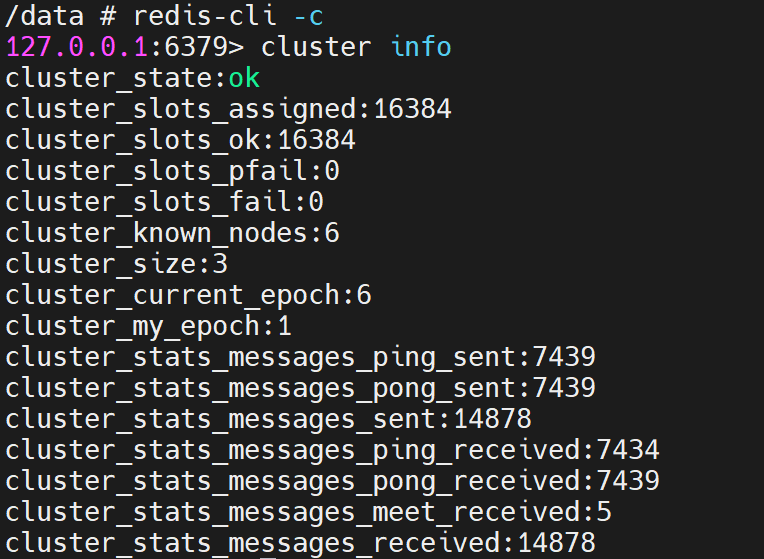 /data # redis-cli -c
127.0.0.1:6379> cluster info
cluster_state:ok
cluster_slots_assigned:16384
cluster_slots_ok:16384
cluster_slots_pfail:0
cluster_slots_fail:0
cluster_known_nodes:6
cluster_size:3
cluster_current_epoch:6
cluster_my_epoch:1
cluster_stats_messages_ping_sent:7439
cluster_stats_messages_pong_sent:7439
cluster_stats_messages_sent:14878
cluster_stats_messages_ping_received:7434
cluster_stats_messages_pong_received:7439
cluster_stats_messages_meet_received:5
cluster_stats_messages_received:14878